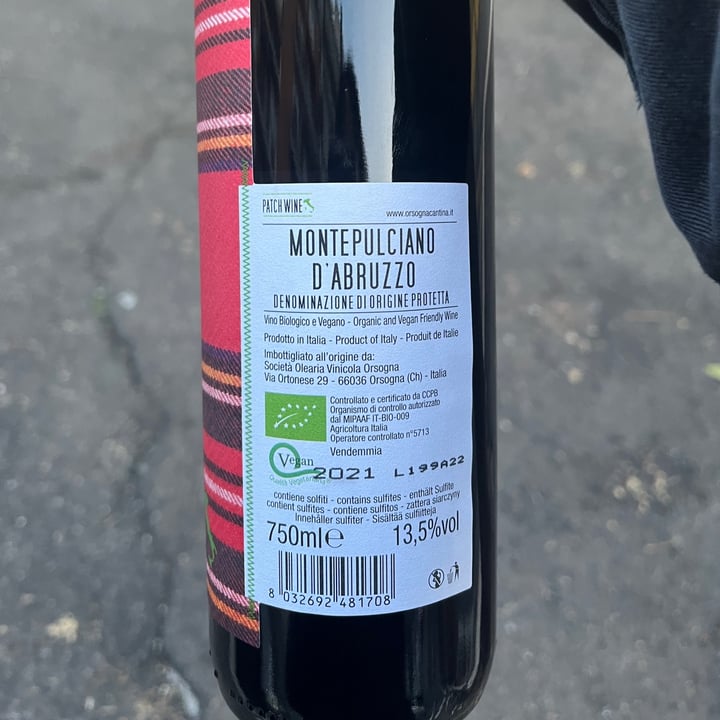 PATCH WINE
www.orsognacantina.it
MONTEPULCIANO
D'ABRUZZO
DENOMINAZIONE DI ORIGINE PROTETTA
Vino Biologico e Vegano - Organic and Vegan Friendly Wine
Prodotto in Italia - Product of Italy - Produit de Italie
Imbottigliato all'origine da:
Società Olearia Vinicola Orsogna
Via Ortonese 29 - 66036 Orsogna (Ch) - Italia
Controllato e certificato da CCPB
Organismo di controllo autorizzato
dal MIPAAF IT-BIO-009
Agricoltura Italia
Operatore controllato n°5713
Vendemmia
Vegan
Qualità Vegetariana
2021 L199A22
contiene solfiti - contains sulfites - enthält Sulfite
contient sulfites - contiene sulfitos - zattera siarczyny
Innehåller sulfiter - Sisältää sulfiitteja
750ml℮ 13,5%vol
8 032692 481708